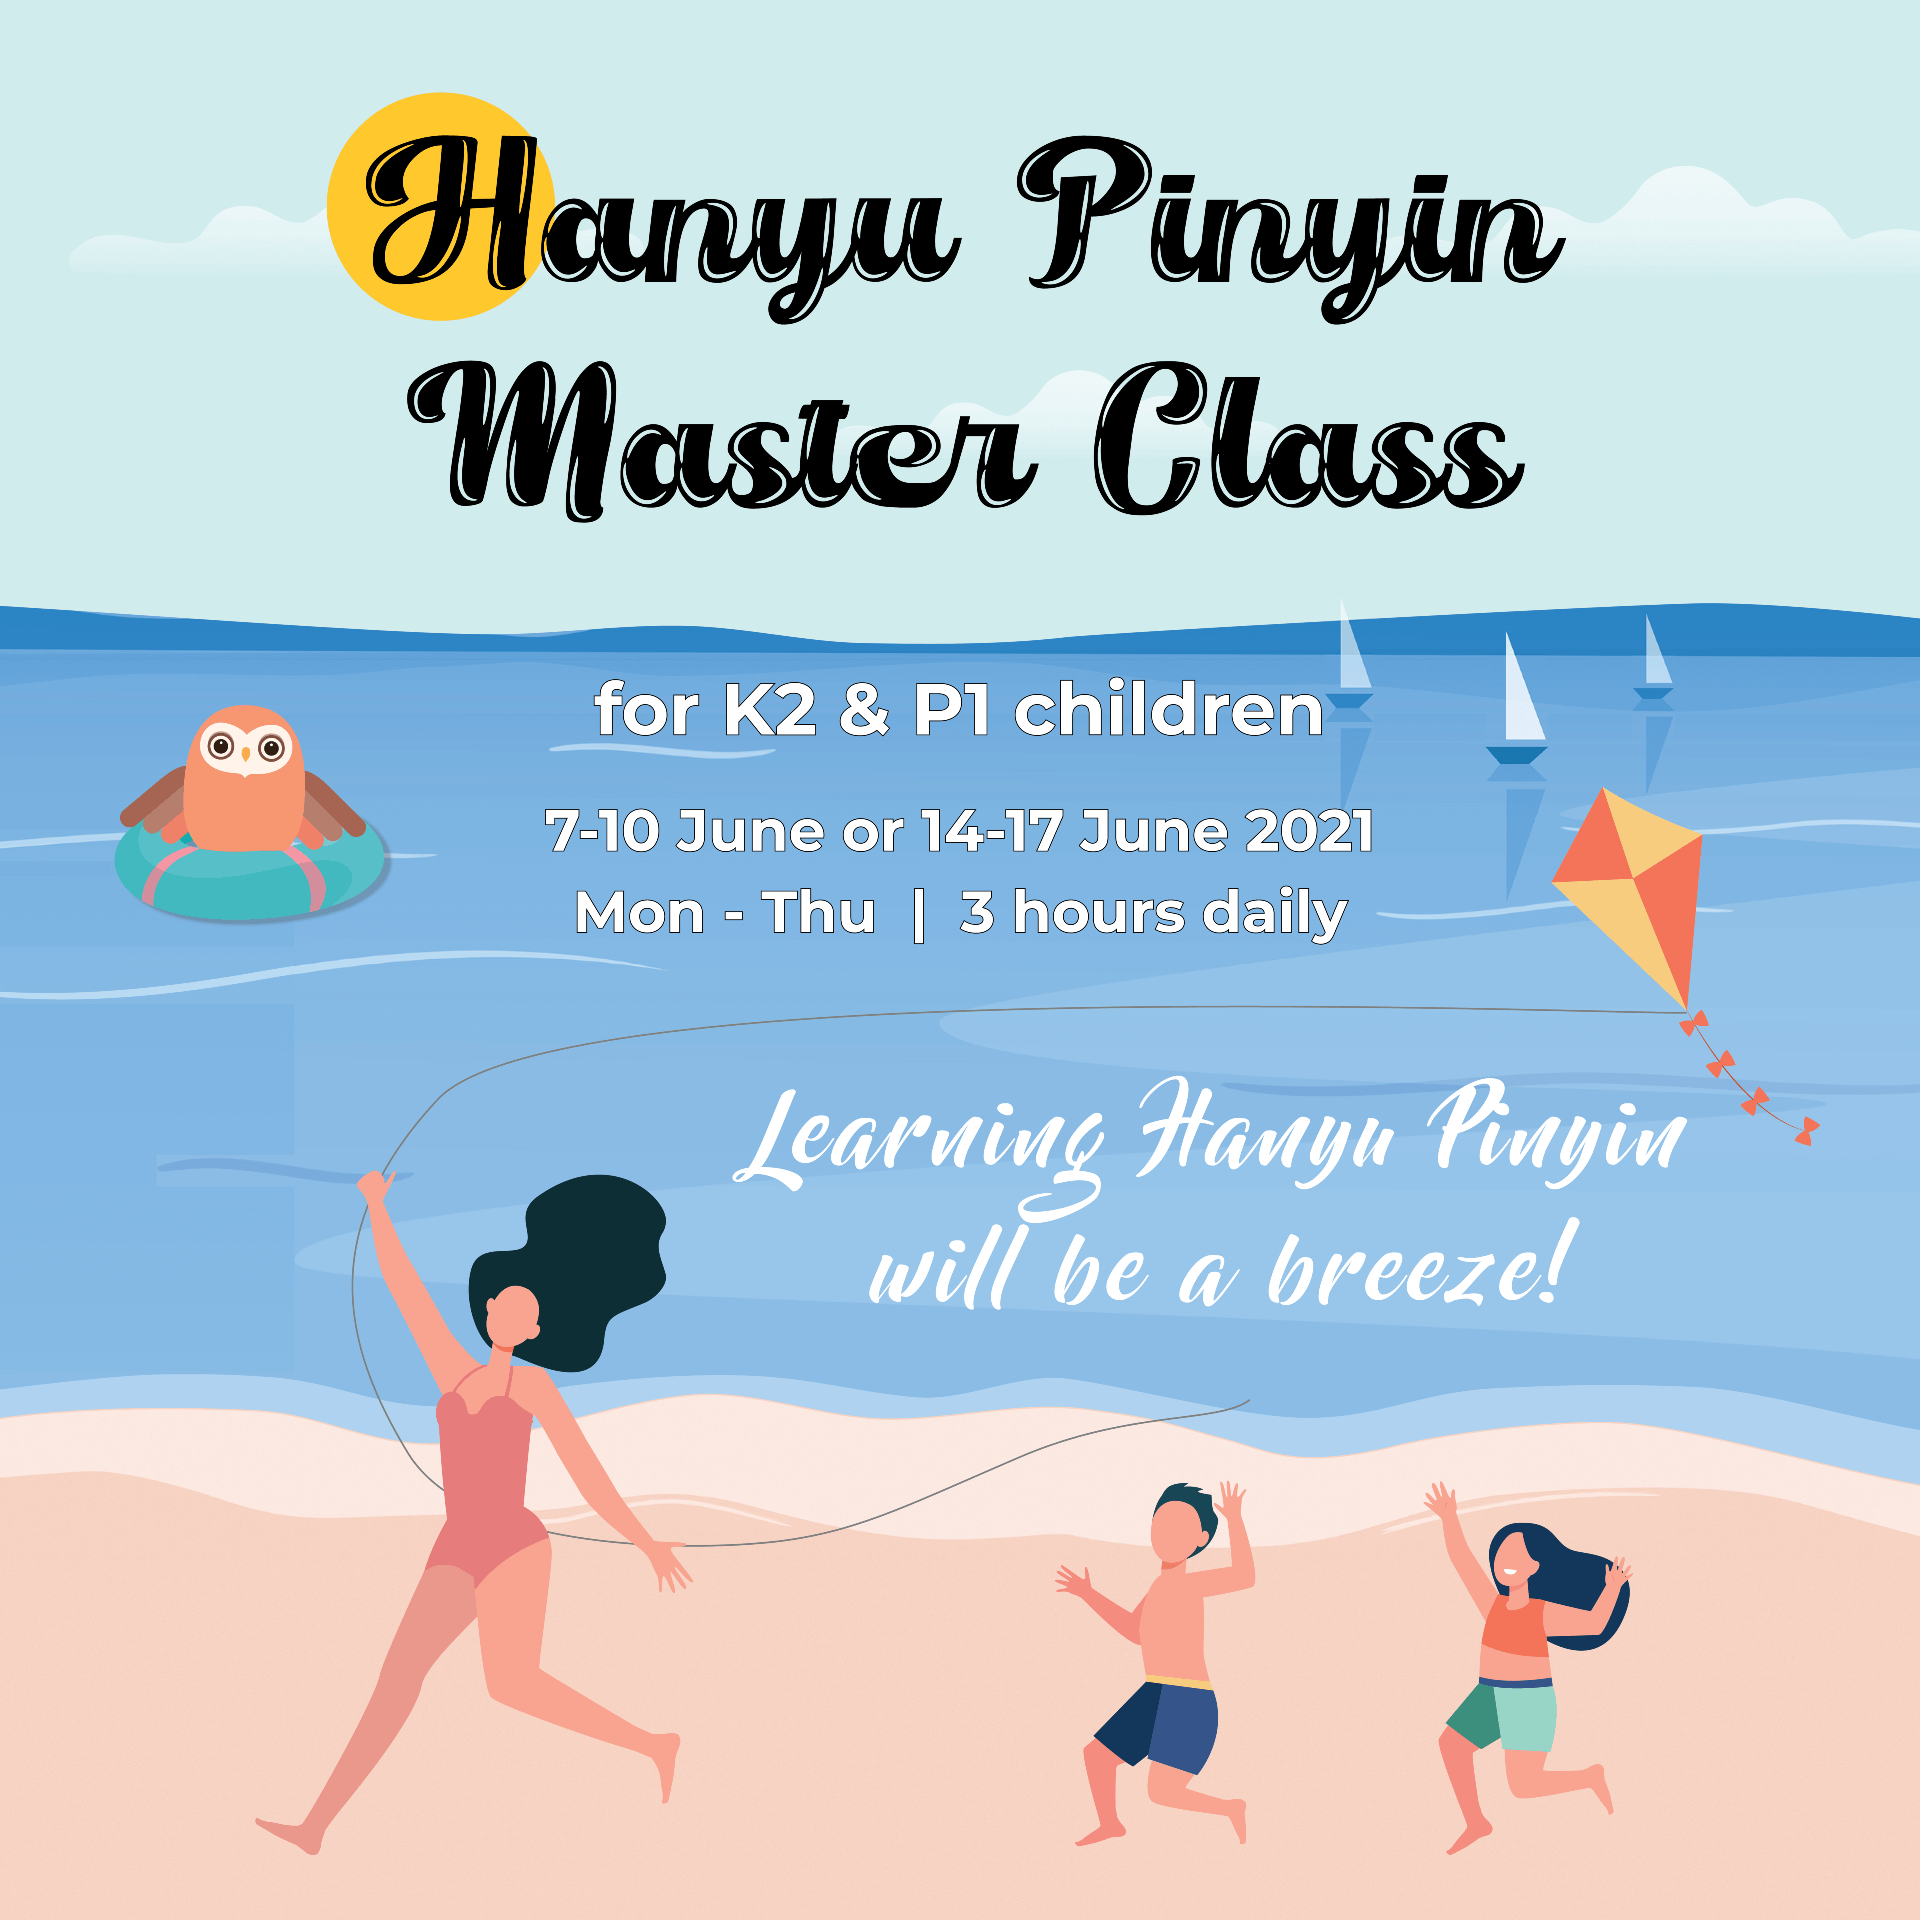 Hanyu Pinyin
Master Class
for K2 & P1 children
7-10 June or 14-17 June 2021
Mon - Thu | 3 hours daily
Learning Hanyu Pinyin
will be a breeze!